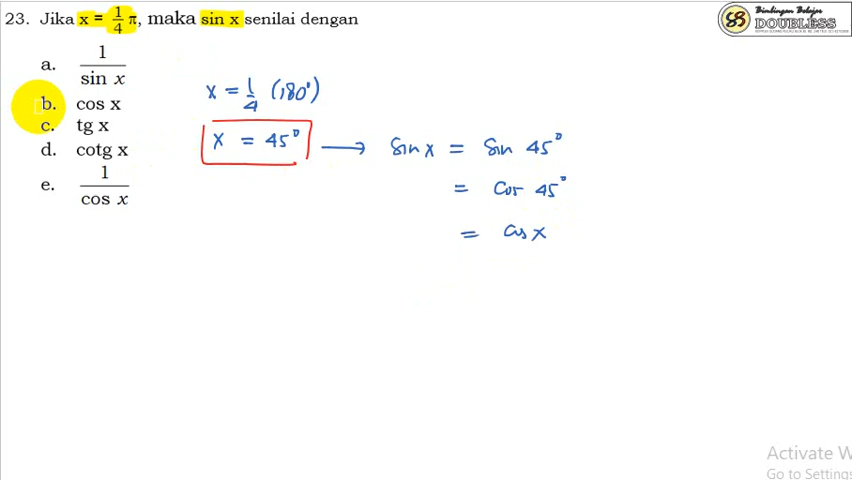 23. Jika x = 1/4 π, maka sin x senilai dengan
a. 1/sin x
b. cos x
c. tg x
d. cotg x
e. 1/cos x
x = 1/4 (180°)
x = 45° → sin x = sin 45°
= cos 45°
= cos x
Bimbingan Belajar
DOUBLESS
Activate W
Go to Settings